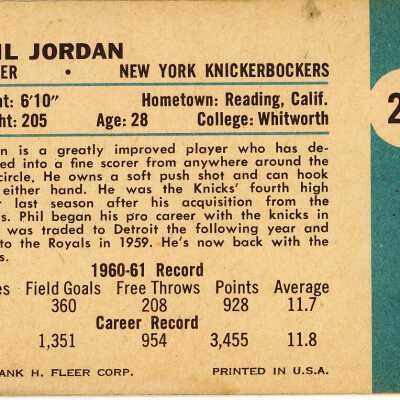 IL JORDAN
ER • NEW YORK KNICKERBOCKERS
ht: 6'10" Hometown: Reading, Calif.
ght: 205 Age: 28 College: Whitworth
2
n is a greatly improved player who has de-
ed into a fine scorer from anywhere around the
circle. He owns a soft push shot and can hook
either hand. He was the Knicks' fourth high
r last season after his acquisition from the
s. Phil began his pro career with the knicks in
was traded to Detroit the following year and
to the Royals in 1959. He's now back with the
s.
1960-61 Record
es Field Goals Free Throws Points Average
360 208 928 11.7
Career Record
1,351 954 3,455 11.8
ANK H. FLEER CORP. PRINTED IN U.S.A.